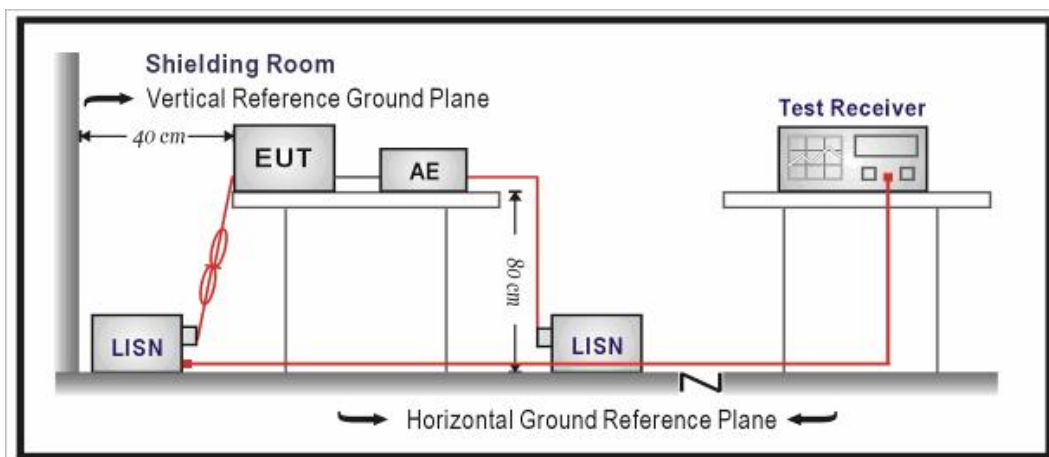 Shielding Room
Vertical Reference Ground Plane
40 cm
EUT
AE
Test Receiver
80 cm
LISN
LISN
Horizontal Ground Reference Plane